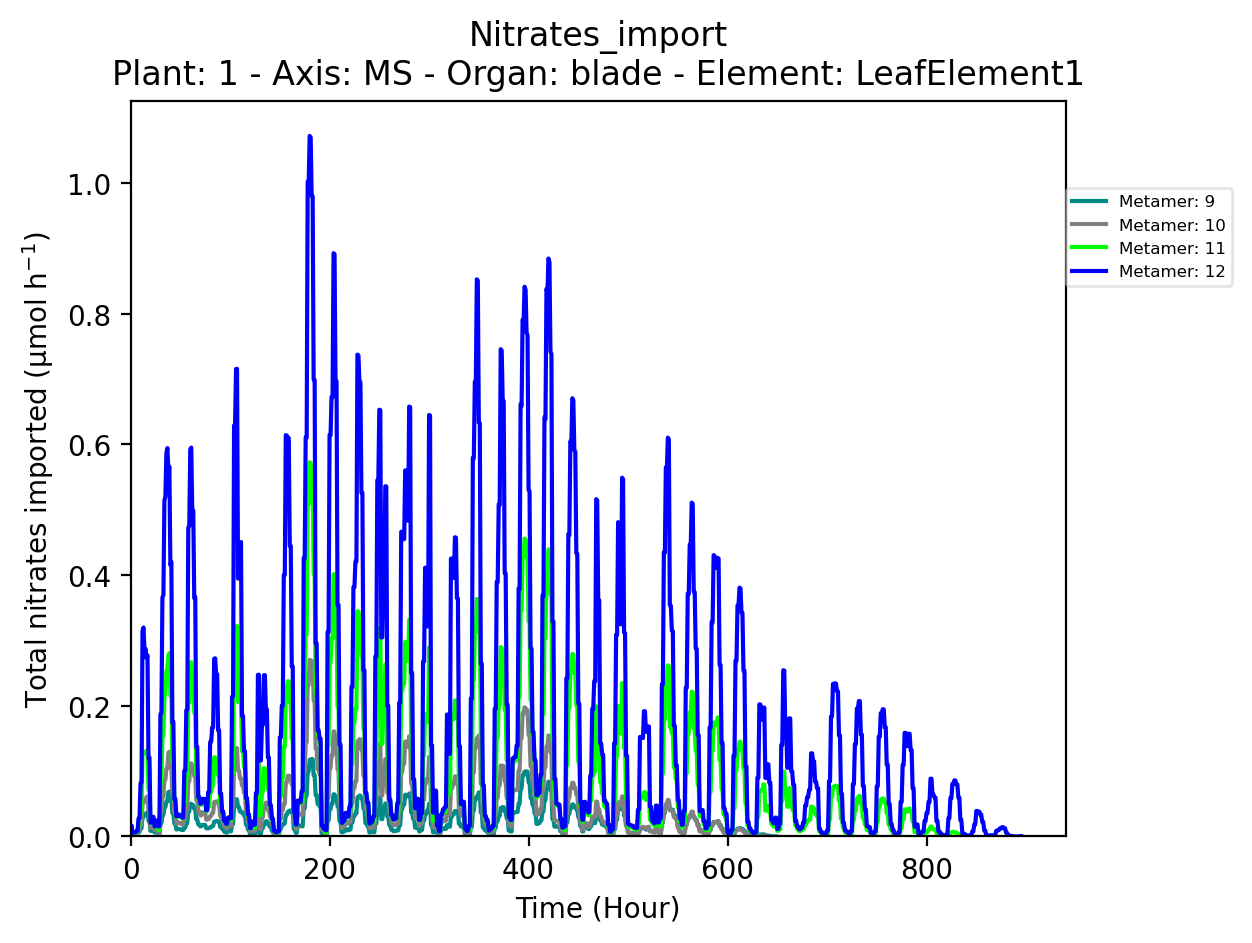 Nitrates_import
Plant: 1 - Axis: MS - Organ: blade - Element: LeafElement1
Total nitrates imported (µmol h⁻¹)
1.0
0.8
0.6
0.4
0.2
0.0
0 200 400 600 800
Time (Hour)
Metamer: 9
Metamer: 10
Metamer: 11
Metamer: 12